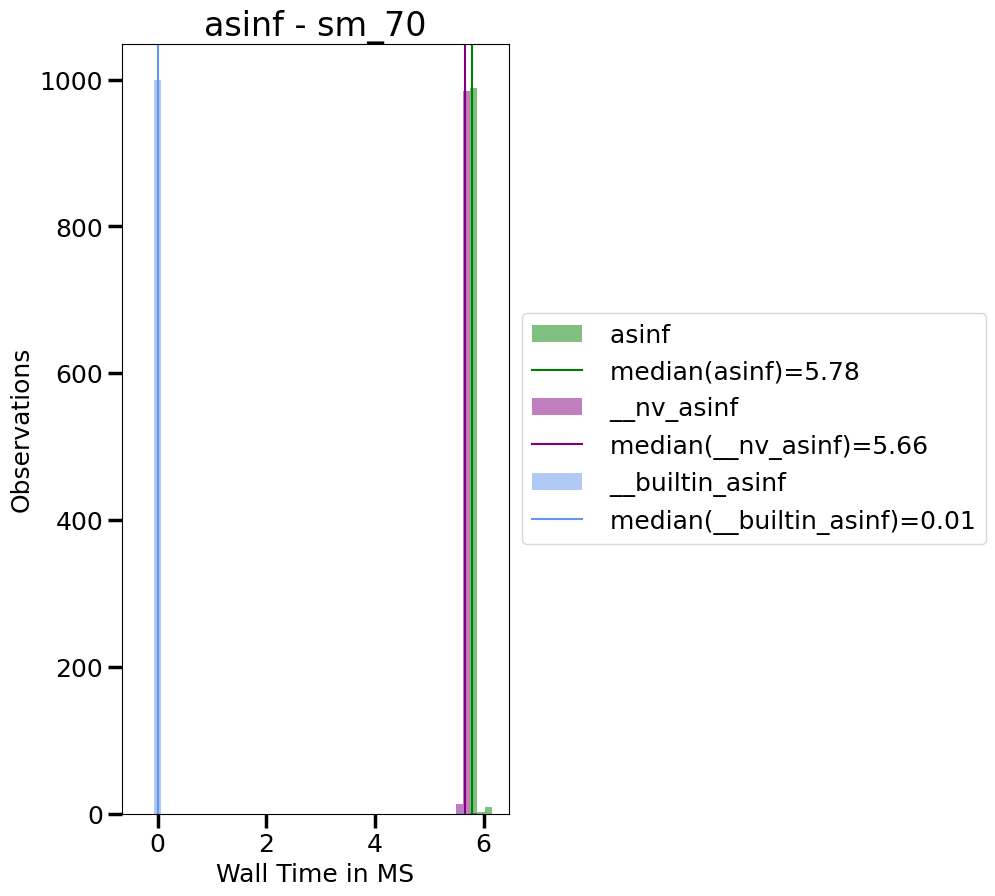 asinf - sm_70
1000
800
600
400
200
0
Observations
0 2 4 6
Wall Time in MS
asinf
median(asinf)=5.78
__nv_asinf
median(__nv_asinf)=5.66
__builtin_asinf
median(__builtin_asinf)=0.01